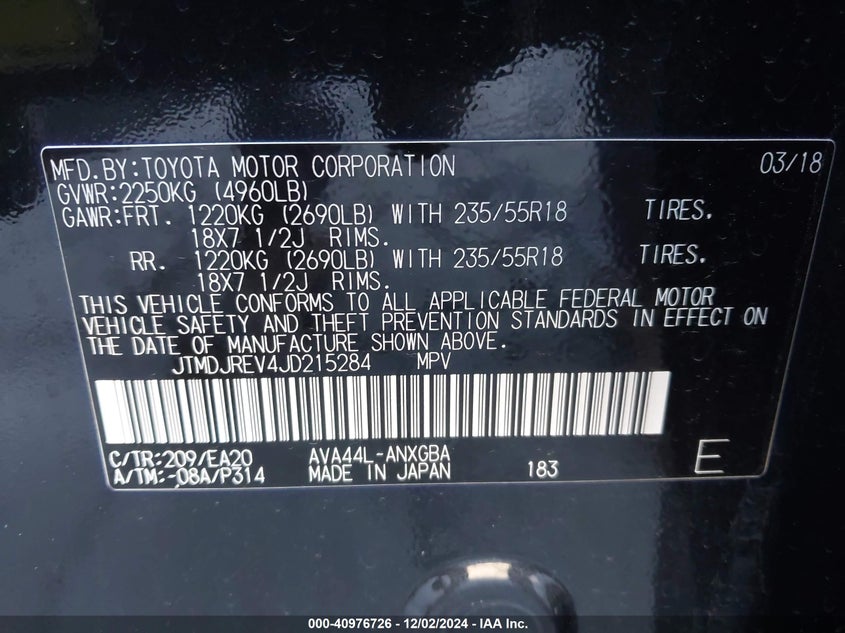 MFD.BY:TOYOTA MOTOR CORPORATION 03/18
GVWR:2250KG (4960LB)
GAWR:FRT. 1220KG (2690LB) WITH 235/55R18 TIRES.
18X7 1/2J RIMS.
RR. 1220KG (2690LB) WITH 235/55R18 TIRES.
18X7 1/2J RIMS.
THIS VEHICLE CONFORMS TO ALL APPLICABLE FEDERAL MOTOR
VEHICLE SAFETY AND THEFT PREVENTION STANDARDS IN EFFECT ON
THE DATE OF MANUFACTURE SHOWN ABOVE.
JTMDJREV4JD215284 MPV
C/TR:209/EA20 AVA44L-ANXGBA
A/TM:-08A/P314 MADE IN JAPAN 183 E
000-40976726 - 12/02/2024 - IAA Inc.